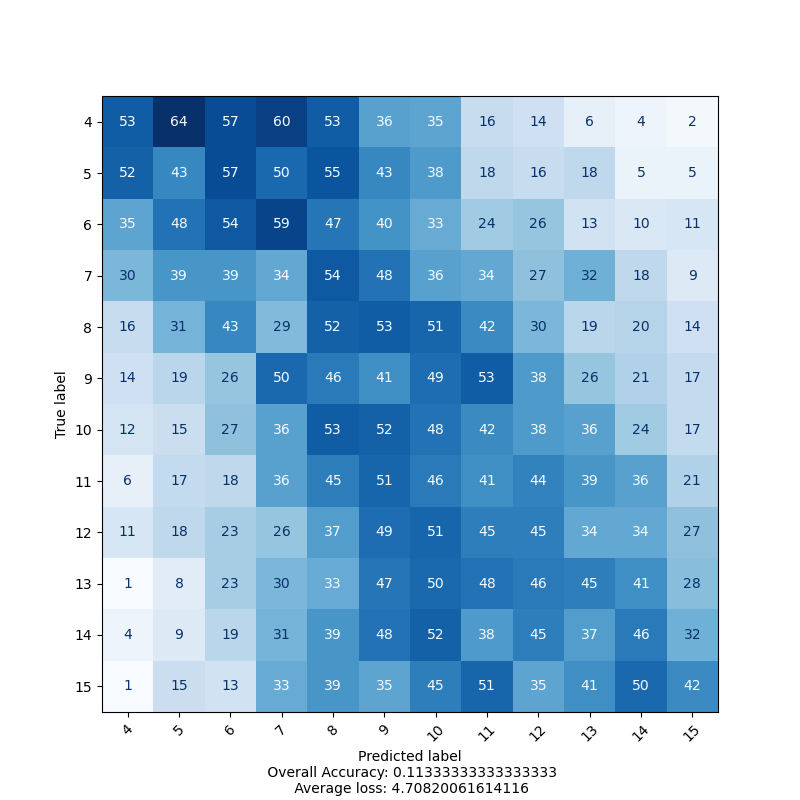 4 53 64 57 60 53 36 35 16 14 6 4 2
5 52 43 57 50 55 43 38 18 16 18 5 5
6 35 48 54 59 47 40 33 24 26 13 10 11
7 30 39 39 34 54 48 36 34 27 32 18 9
8 16 31 43 29 52 53 51 42 30 19 20 14
9 14 19 26 50 46 41 49 53 38 26 21 17
True label
10 12 15 27 36 53 52 48 42 38 36 24 17
11 6 17 18 36 45 51 46 41 44 39 36 21
12 11 18 23 26 37 49 51 45 45 34 34 27
13 1 8 23 30 33 47 50 48 46 45 41 28
14 4 9 19 31 39 48 52 38 45 37 46 32
15 1 15 13 33 39 35 45 51 35 41 50 42
4 5 6 7 8 9 10 11 12 13 14 15
Predicted label
Overall Accuracy: 0.11333333333333333
Average loss: 4.70820061614116